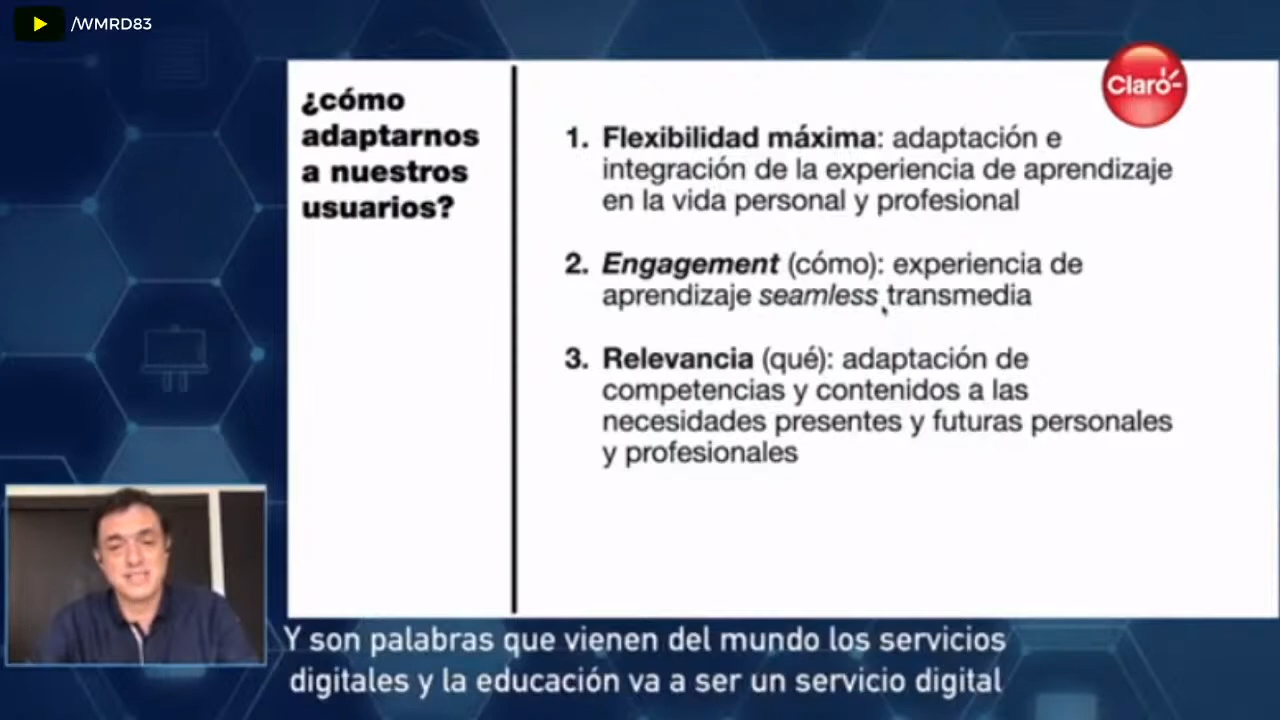 /WMRD83
Claro
¿cómo
adaptarnos
a nuestros
usuarios?
1. Flexibilidad máxima: adaptación e
integración de la experiencia de aprendizaje
en la vida personal y profesional
2. Engagement (cómo): experiencia de
aprendizaje seamless transmedia
3. Relevancia (qué): adaptación de
competencias y contenidos a las
necesidades presentes y futuras personales
y profesionales
Y son palabras que vienen del mundo los servicios
digitales y la educación va a ser un servicio digital